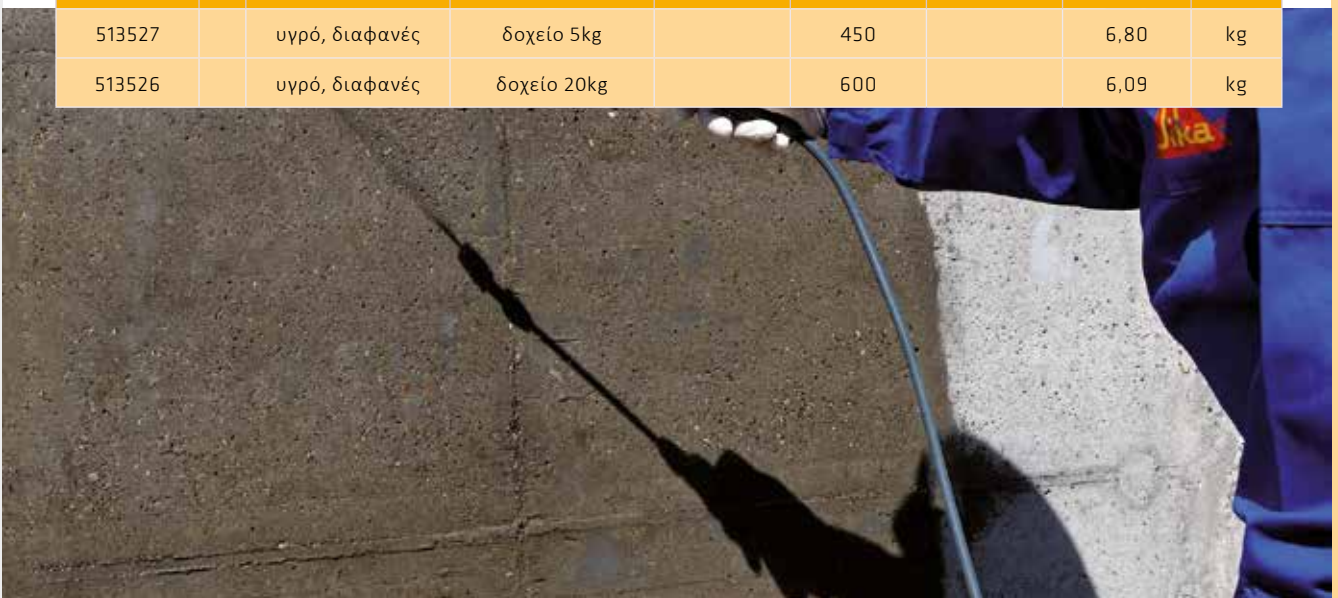 513527 υγρό, διαφανές δοχείο 5kg 450 6,80 kg
513526 υγρό, διαφανές δοχείο 20kg 600 6,09 kg
Sika